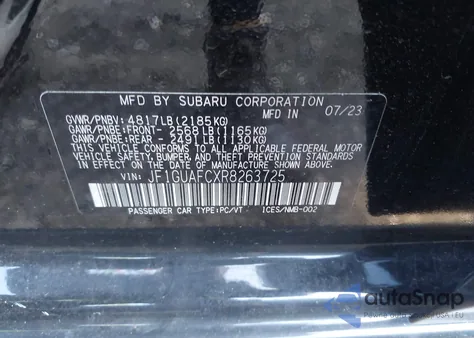 MFD BY SUBARU CORPORATION
MFD IN 07/23
GVWR/PNBV: 4817LB (2185KG)
GAWR/PNBE:FRONT- 2568LB (1165KG)
GAWR/PNBE:REAR - 2491LB (1130KG)
THIS VEHICLE CONFORMS TO ALL APPLICABLE
FEDERAL MOTOR VEHICLE SAFETY, BUMPER, AND
THEFT PREVENTION STANDARDS
IN EFFECT ON THE DATE OF MANUFACTURE
SHOWN ABOVE.
VIN: JF1GUAFCXR8263725
PASSENGER CAR TYPE:PC/VT ICES/NMB-002
autoSnap